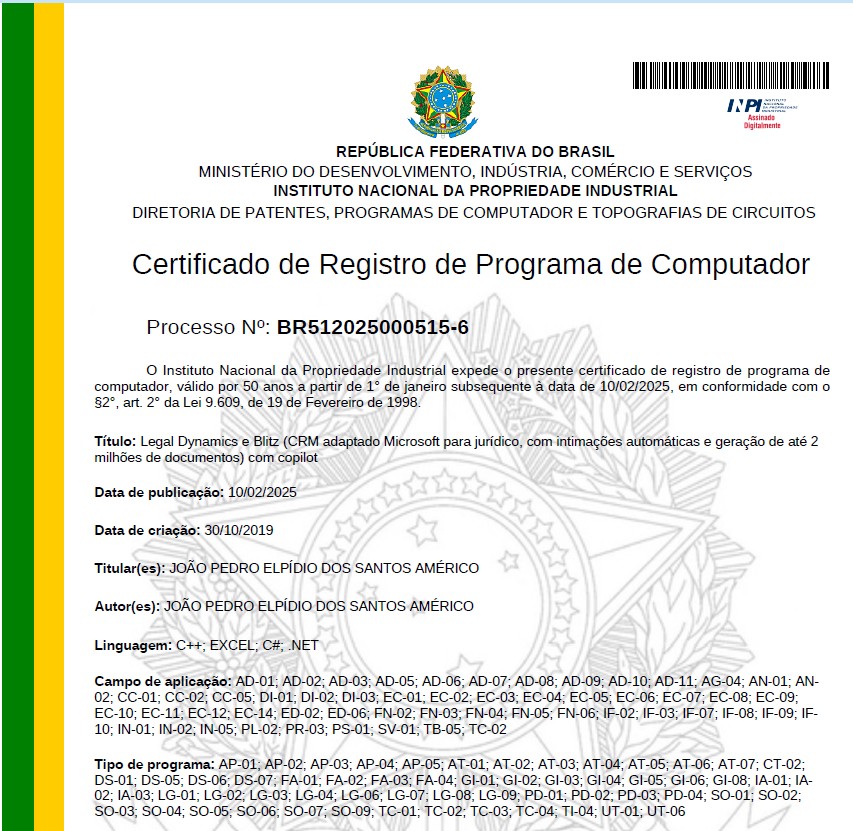 INPI INSTITUTO NACIONAL DA PROPRIEDADE INDUSTRIAL
Assinado
Digitalmente
REPÚBLICA FEDERATIVA DO BRASIL
MINISTÉRIO DO DESENVOLVIMENTO, INDÚSTRIA, COMÉRCIO E SERVIÇOS
INSTITUTO NACIONAL DA PROPRIEDADE INDUSTRIAL
DIRETORIA DE PATENTES, PROGRAMAS DE COMPUTADOR E TOPOGRAFIAS DE CIRCUITOS
Certificado de Registro de Programa de Computador
Processo Nº: BR512025000515-6
O Instituto Nacional da Propriedade Industrial expede o presente certificado de registro de programa de
computador, válido por 50 anos a partir de 1° de janeiro subsequente à data de 10/02/2025, em conformidade com o
§2°, art. 2° da Lei 9.609, de 19 de Fevereiro de 1998.
Título: Legal Dynamics e Blitz (CRM adaptado Microsoft para jurídico, com intimações automáticas e geração de até 2
milhões de documentos) com copilot
Data de publicação: 10/02/2025
Data de criação: 30/10/2019
Titular(es): JOÃO PEDRO ELPÍDIO DOS SANTOS AMÉRICO
Autor(es): JOÃO PEDRO ELPÍDIO DOS SANTOS AMÉRICO
Linguagem: C++; EXCEL; C#; .NET
Campo de aplicação: AD-01; AD-02; AD-03; AD-05; AD-06; AD-07; AD-08; AD-09; AD-10; AD-11; AG-04; AN-01; AN-
02; CC-01; CC-02; CC-05; DI-01; DI-02; DI-03; EC-01; EC-02; EC-03; EC-04; EC-05; EC-06; EC-07; EC-08; EC-09;
EC-10; EC-11; EC-12; EC-14; ED-02; ED-06; FN-02; FN-03; FN-04; FN-05; FN-06; IF-02; IF-03; IF-07; IF-08; IF-09; IF-
10; IN-01; IN-02; IN-05; PL-02; PR-03; PS-01; SV-01; TB-05; TC-02
Tipo de programa: AP-01; AP-02; AP-03; AP-04; AP-05; AT-01; AT-02; AT-03; AT-04; AT-05; AT-06; AT-07; CT-02;
DS-01; DS-05; DS-06; DS-07; FA-01; FA-02; FA-03; FA-04; GI-01; GI-02; GI-03; GI-04; GI-05; GI-06; GI-08; IA-01; IA-
02; IA-03; LG-01; LG-02; LG-03; LG-04; LG-06; LG-07; LG-08; LG-09; PD-01; PD-02; PD-03; PD-04; SO-01; SO-02;
SO-03; SO-04; SO-05; SO-06; SO-07; SO-09; TC-01; TC-02; TC-03; TC-04; TI-04; UT-01; UT-06